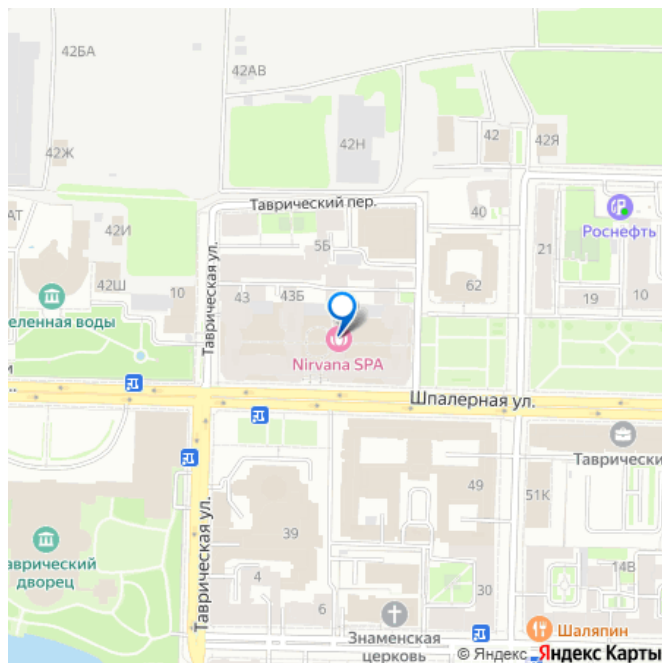 42БА
42АВ
42Н
42
42Я
42Ж
Таврический пер.
40
Роснефть
АТ
42И
5Б
21
Таврическая ул.
42Ш
10
43
43Б
62
19
10
еленная воды
Nirvana SPA
и
Шпалерная ул.
Таврически
49
51К
Таврическая ул.
39
аврический
дворец
4
6
30
14В
Знаменская
церковь
Шаляпин
© Яндекс
Яндекс Карты